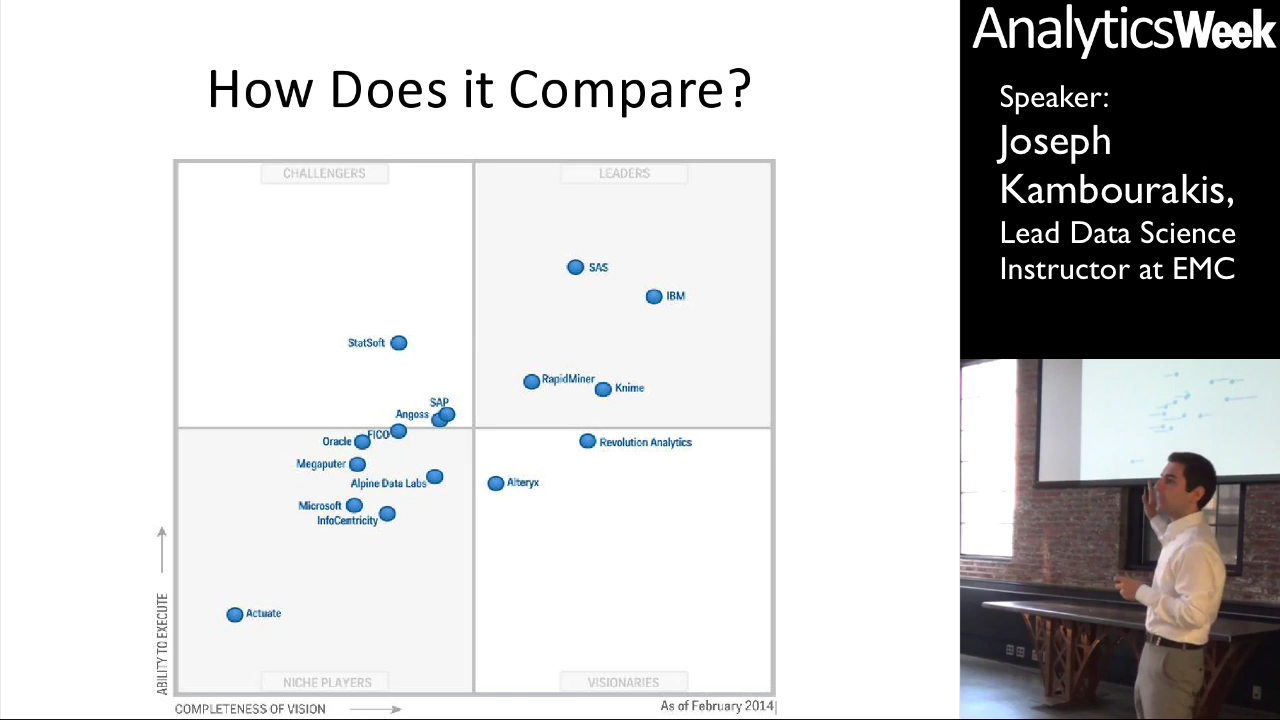 How Does it Compare?
CHALLENGERS
LEADERS
SAS
IBM
StatSoft
RapidMiner
Knime
SAP
Angoss
FICO
Oracle
Revolution Analytics
Megaputer
Alpine Data Labs
Alteryx
Microsoft
InfoCentricity
Actuate
ABILITY TO EXECUTE
NICHE PLAYERS
VISIONARIES
COMPLETENESS OF VISION
As of February 2014
AnalyticsWeek
Speaker:
Joseph
Kambourakis,
Lead Data Science
Instructor at EMC